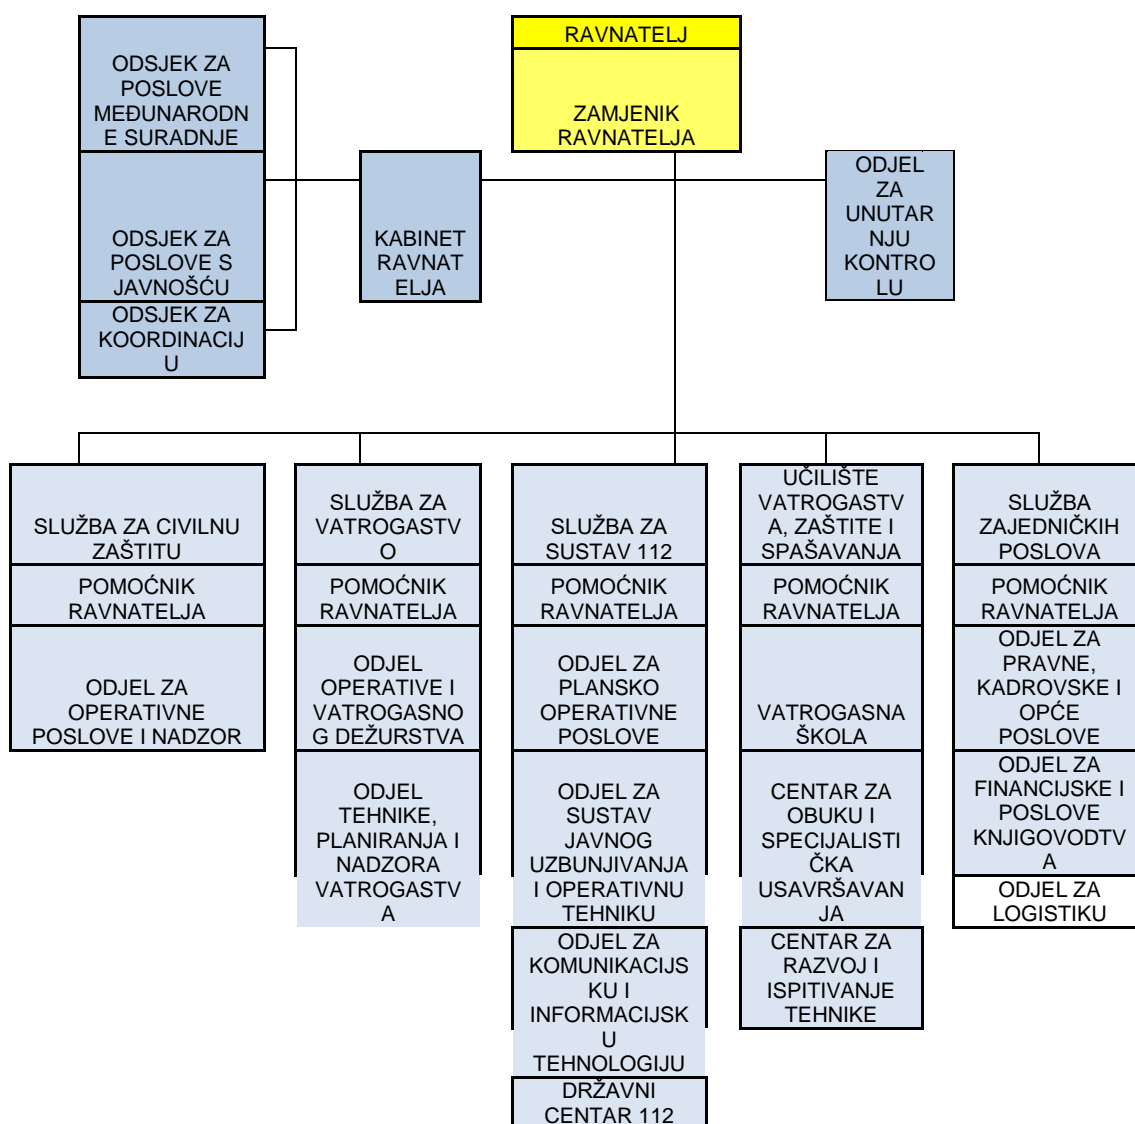 RAVNATELJ
ZAMJENIK
RAVNATELJA
ODSJEK ZA
POSLOVE
MEĐUNARODN
E SURADNJE
ODSJEK ZA
POSLOVE S
JAVNOŠĆU
ODSJEK ZA
KOORDINACIJ
U
KABINET
RAVNAT
ELJA
ODJEL
ZA
UNUTAR
NJU
KONTRO
LU
SLUŽBA ZA CIVILNU
ZAŠTITU
POMOĆNIK
RAVNATELJA
ODJEL ZA
OPERATIVNE
POSLOVE I NADZOR
SLUŽBA ZA
VATROGASTV
O
POMOĆNIK
RAVNATELJA
ODJEL
OPERATIVE I
VATROGASNO
G DEŽURSTVA
ODJEL
TEHNIKE,
PLANIRANJA I
NADZORA
VATROGASTV
A
SLUŽBA ZA
SUSTAV 112
POMOĆNIK
RAVNATELJA
ODJEL ZA
PLANSKO
OPERATIVNE
POSLOVE
ODJEL ZA
SUSTAV
JAVNOG
UZBUNJIVANJA
I OPERATIVNU
TEHNIKU
ODJEL ZA
KOMUNIKACIJS
KU I
INFORMACIJSK
U
TEHNOLOGIJU
DRŽAVNI
CENTAR 112
UČILIŠTE
VATROGASTV
A, ZAŠTITE I
SPAŠAVANJA
POMOĆNIK
RAVNATELJA
VATROGASNA
ŠKOLA
CENTAR ZA
OBUKU I
SPECIJALISTI
ČKA
USAVRŠAVAN
JA
CENTAR ZA
RAZVOJ I
ISPITIVANJE
TEHNIKE
SLUŽBA
ZAJEDNIČKIH
POSLOVA
POMOĆNIK
RAVNATELJA
ODJEL ZA
PRAVNE,
KADROVSKE I
OPĆE
POSLOVE
ODJEL ZA
FINANCIJSKE I
POSLOVE
KNJIGOVODTV
A
ODJEL ZA
LOGISTIKU